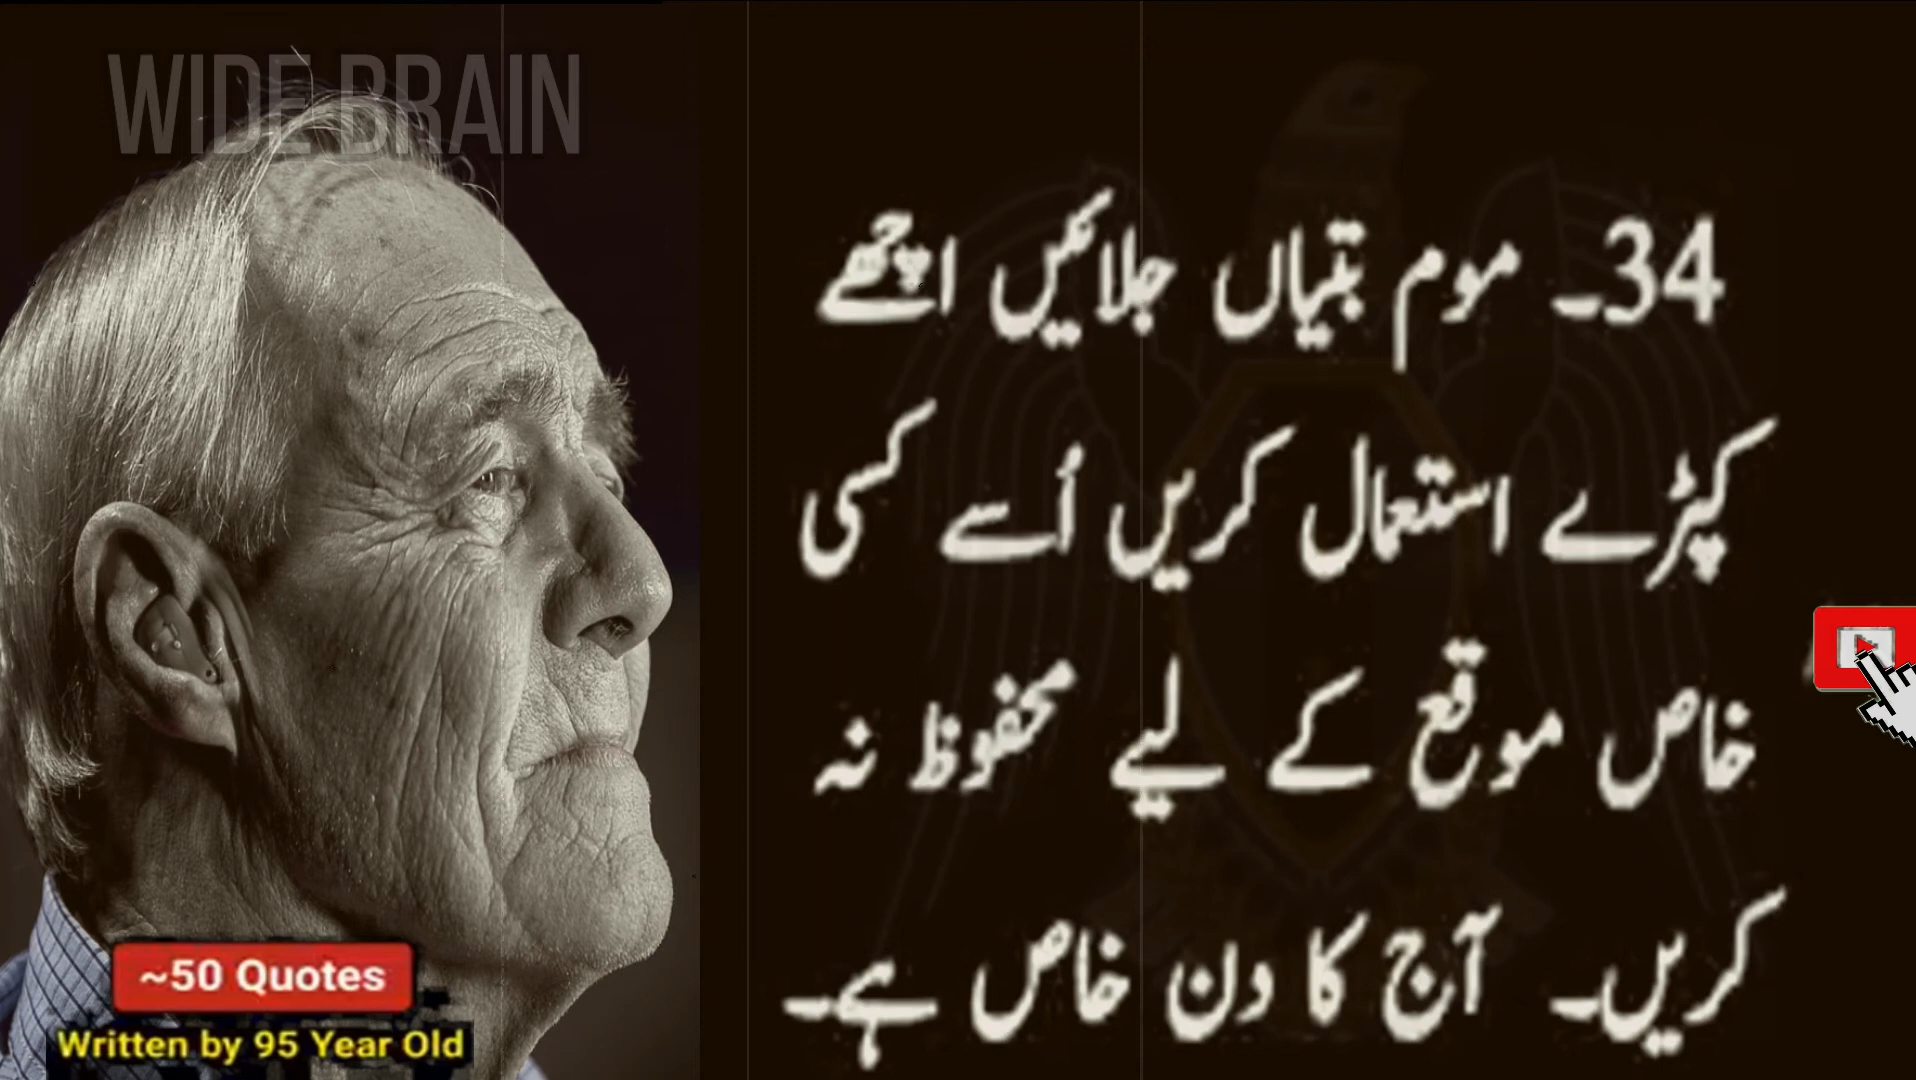 WIDE BRAIN
34۔ موم بتیاں جلائیں اچھے
کپڑے استعمال کریں اُسے کسی
خاص موقع کے لیے محفوظ نہ
کریں۔ آج کا دن خاص ہے۔
~50 Quotes
Written by 95 Year Old